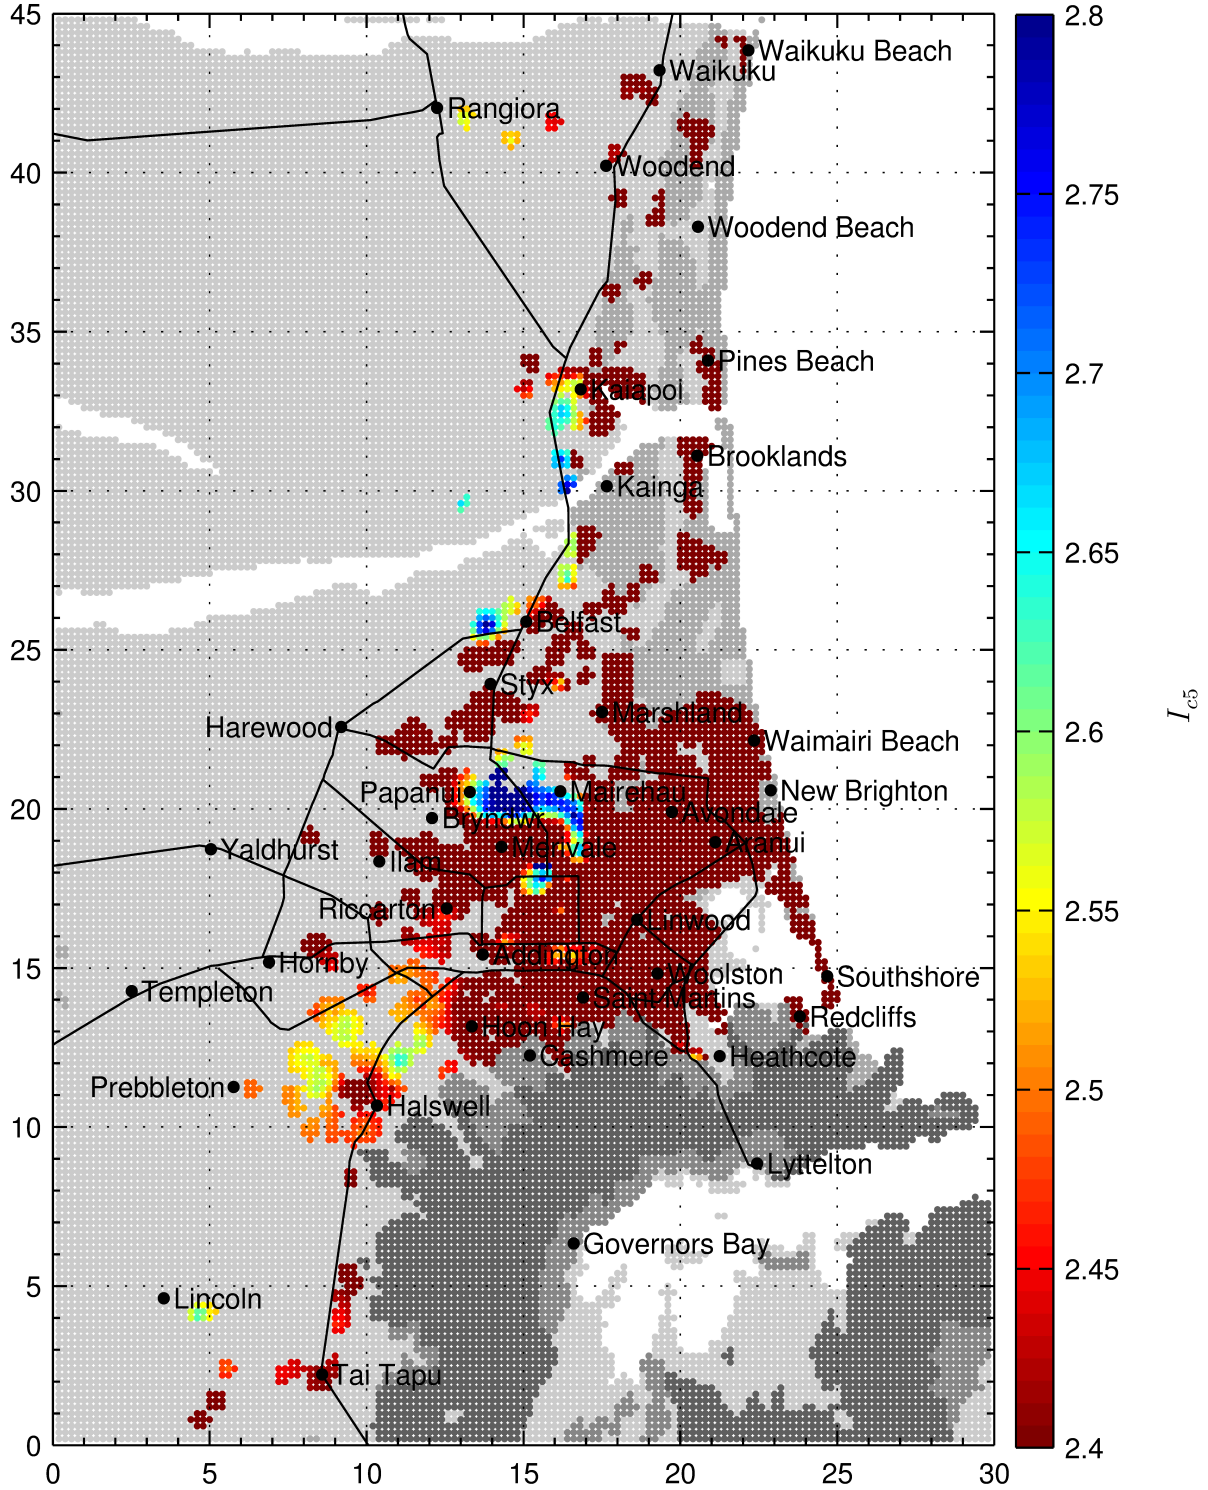 45
2.8
Waikuku Beach
Waikuku
Rangiora
2.75
40
Woodend
Woodend Beach
35
Pines Beach
2.7
Kaiapoi
Brooklands
30
Kainga
2.65
Belfast
25
Styx
Marshland
I_{c5}
Harewood
Waimairi Beach
2.6
Papanui
Mairehau
New Brighton
20
Bryndwr
Avondale
Merivale
Aranui
Yaldhurst
Ilam
Riccarton
Linwood
2.55
Addington
Hornby
15
Woolston
Southshore
Templeton
Saint Martins
Redcliffs
Hoon Hay
Cashmere
Heathcote
Prebbleton
2.5
Halswell
10
Lyttelton
Governors Bay
2.45
5
Lincoln
Tai Tapu
0
2.4
0 5 10 15 20 25 30